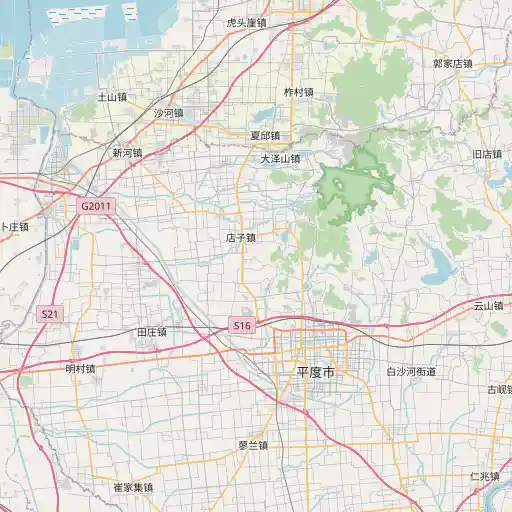 虎头崖镇
郭家店镇
柞村镇
土山镇
沙河镇
夏邱镇
新河镇
大泽山镇
旧店镇
G2011
卜庄镇
店子镇
云山镇
S21
S16
田庄镇
明村镇
平度市
白沙河街道
古岘镇
蓼兰镇
仁兆镇
崔家集镇